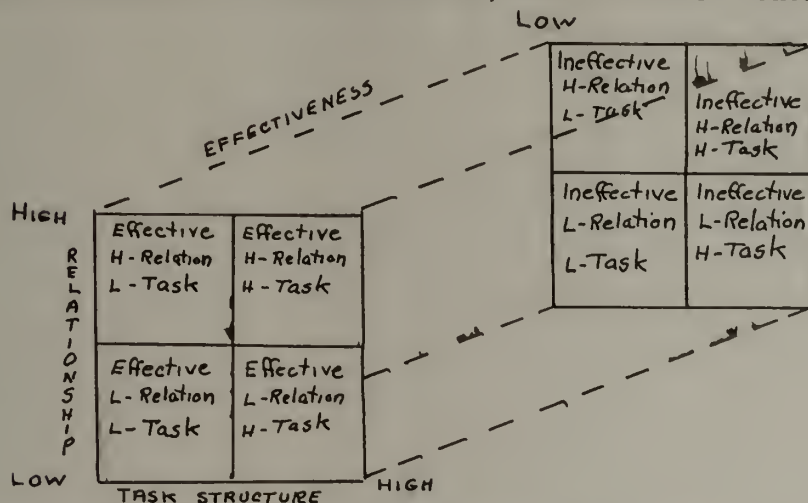 LOW
EFFECTIVENESS
Ineffective
H-Relation
L-Task
Ineffective
H-Relation
H-Task
Ineffective
L-Relation
L-Task
Ineffective
L-Relation
H-Task
HIGH
RELATIONSHIP
Effective
H-Relation
L-Task
Effective
H-Relation
H-Task
Effective
L-Relation
L-Task
Effective
L-Relation
H-Task
LOW
TASK STRUCTURE
HIGH